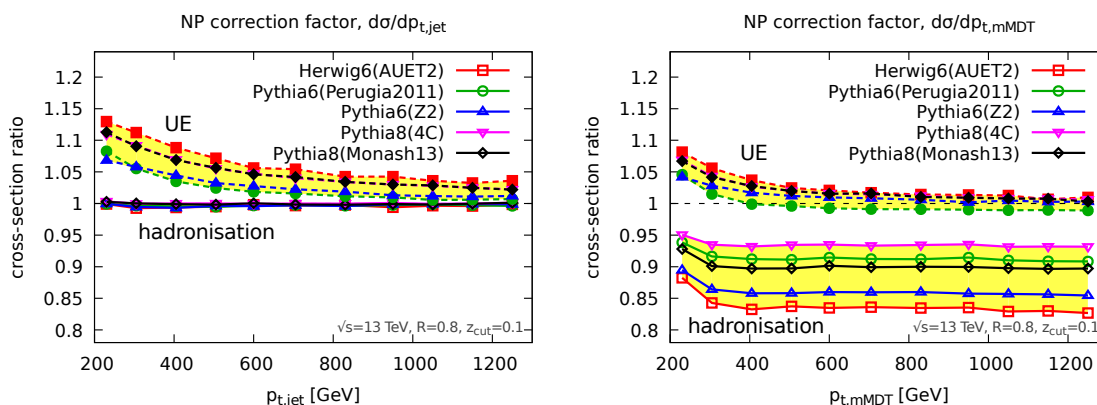 NP correction factor, dσ/dpt,jet
1.2
1.15
1.1
1.05
1
0.95
0.9
0.85
0.8
cross-section ratio
Herwig6(AUET2)
Pythia6(Perugia2011)
Pythia6(Z2)
Pythia8(4C)
Pythia8(Monash13)
UE
hadronisation
√s=13 TeV, R=0.8, zcut=0.1
200 400 600 800 1000 1200
pt,jet [GeV]
NP correction factor, dσ/dpt,mMDT
1.2
1.15
1.1
1.05
1
0.95
0.9
0.85
0.8
cross-section ratio
Herwig6(AUET2)
Pythia6(Perugia2011)
Pythia6(Z2)
Pythia8(4C)
Pythia8(Monash13)
UE
hadronisation
√s=13 TeV, R=0.8, zcut=0.1
200 400 600 800 1000 1200
pt,mMDT [GeV]